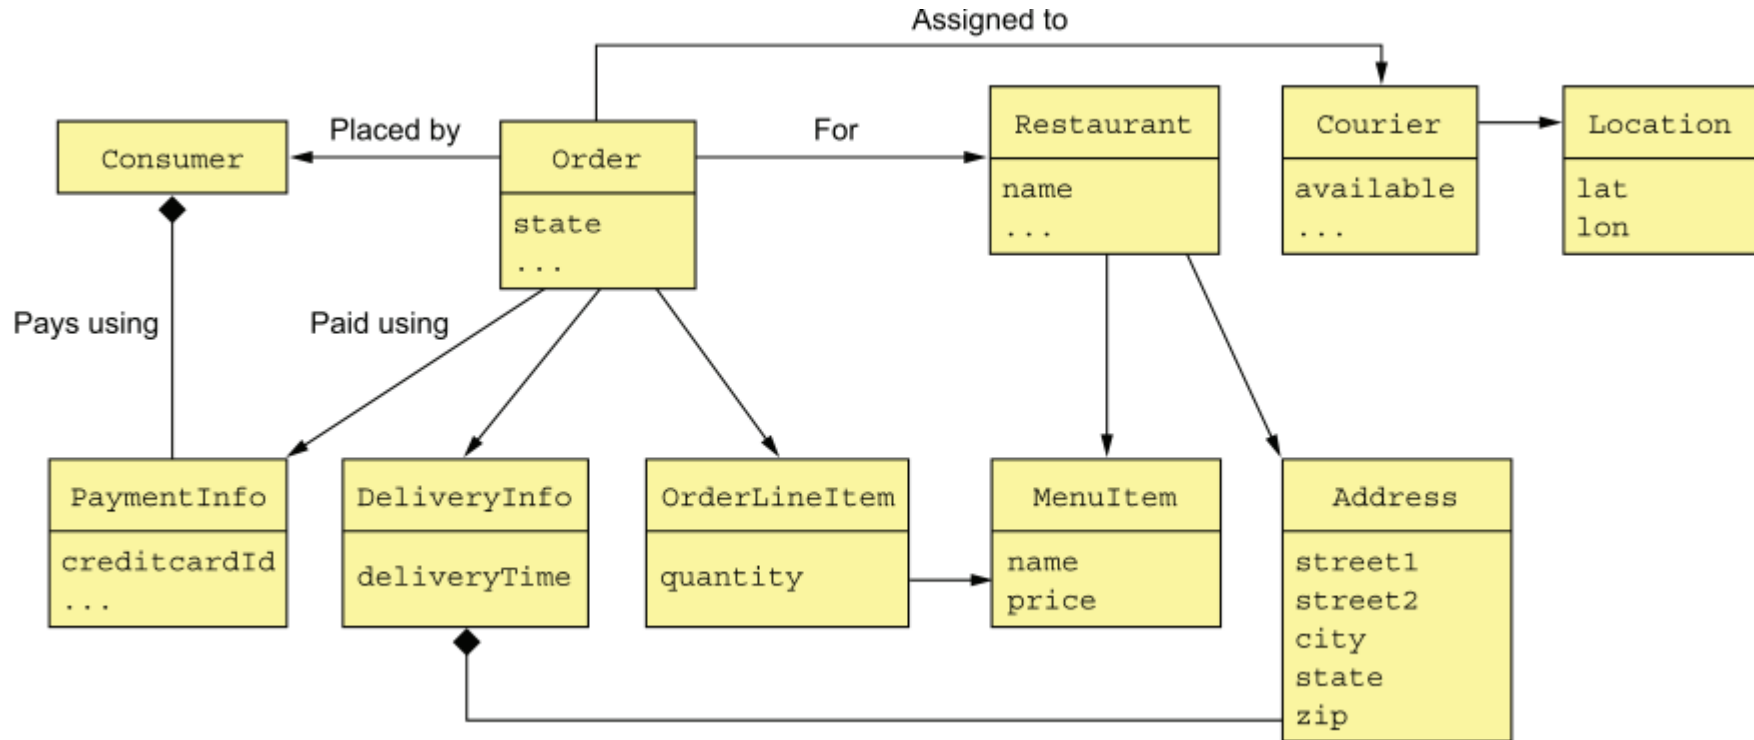 Assigned to
Consumer
Placed by
Order
state
...
For
Restaurant
name
...
Courier
available
...
Location
lat
lon
Pays using
Paid using
PaymentInfo
creditcardId
...
DeliveryInfo
deliveryTime
OrderLineItem
quantity
MenuItem
name
price
Address
street1
street2
city
state
zip